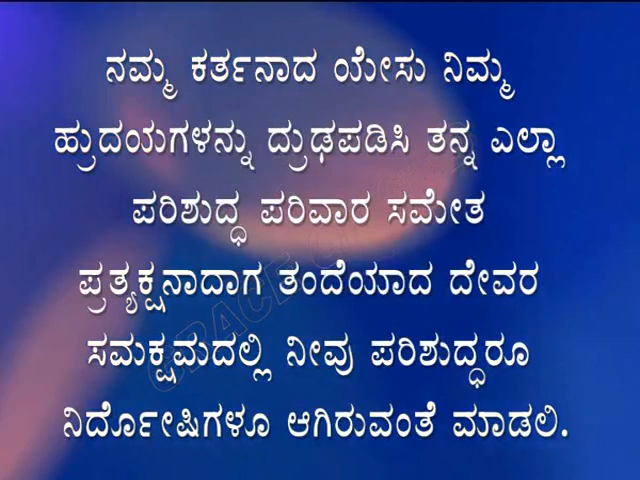 ನಮ್ಮ ಕರ್ತನಾದ ಯೇಸು ನಿಮ್ಮ
ಹ್ರುದಯಗಳನ್ನು ದ್ರುಢಪಡಿಸಿ ತನ್ನ ಎಲ್ಲಾ
ಪರಿಶುದ್ಧ ಪರಿವಾರ ಸಮೇತ
ಪ್ರತ್ಯಕ್ಷನಾದಾಗ ತಂದೆಯಾದ ದೇವರ
ಸಮಕ್ಷಮದಲ್ಲಿ ನೀವು ಪರಿಶುದ್ಧರೂ
ನಿರ್ದೋಷಿಗಳೂ ಆಗಿರುವಂತೆ ಮಾಡಲಿ.
GRACE